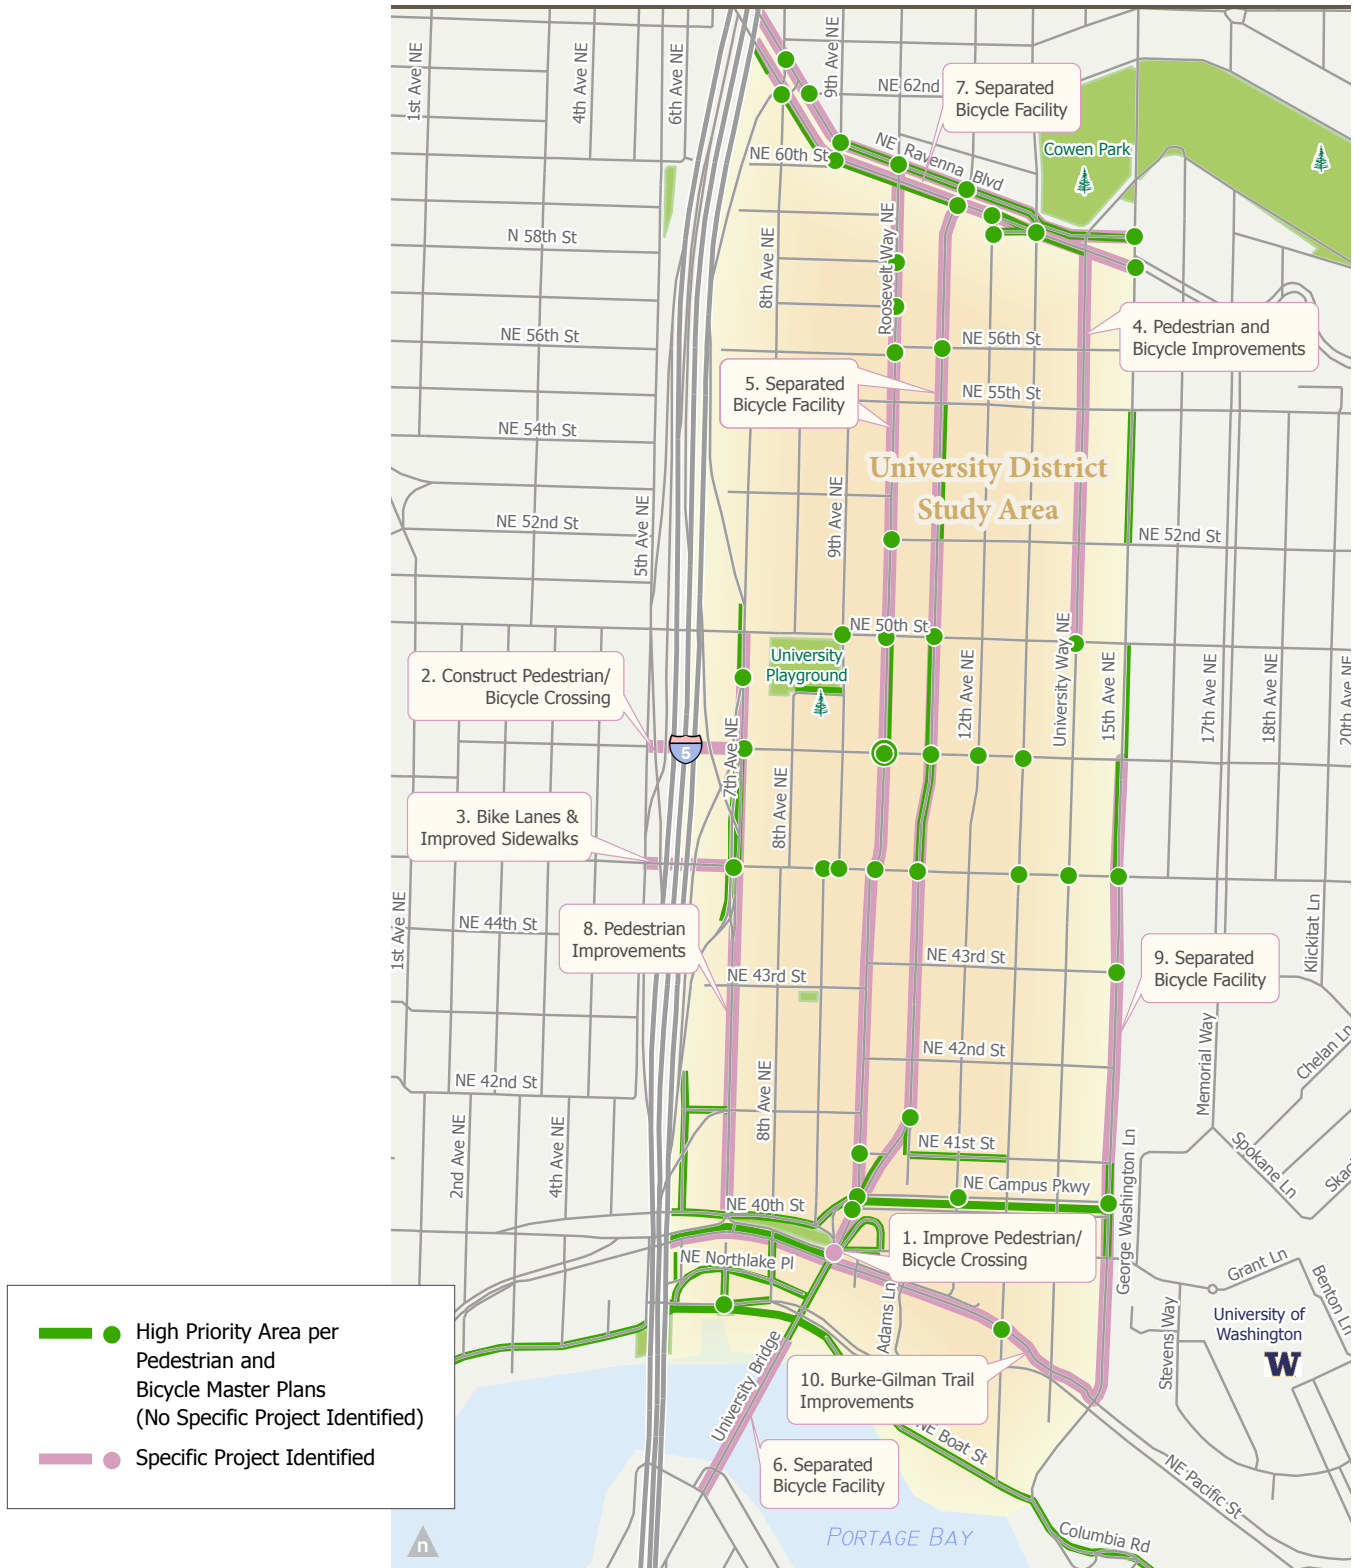 1st Ave NE
4th Ave NE
6th Ave NE
9th Ave NE
NE 62nd
7. Separated
Bicycle Facility
NE Ravenna Blvd
Cowen Park
NE 60th St
N 58th St
8th Ave NE
Roosevelt Way NE
NE 56th St
NE 56th St
4. Pedestrian and
Bicycle Improvements
5. Separated
Bicycle Facility
NE 55th St
NE 54th St
University District
Study Area
5th Ave NE
NE 52nd St
9th Ave NE
NE 52nd St
NE 50th St
University
Playground
2. Construct Pedestrian/
Bicycle Crossing
12th Ave NE
University Way NE
15th Ave NE
17th Ave NE
18th Ave NE
20th Ave NE
5
7th Ave NE
8th Ave NE
3. Bike Lanes &
Improved Sidewalks
1st Ave NE
NE 44th St
8. Pedestrian
Improvements
NE 43rd St
NE 43rd St
9. Separated
Bicycle Facility
Klickitat Ln
Memorial Way
Chelan Ln
NE 42nd St
NE 42nd St
8th Ave NE
2nd Ave NE
4th Ave NE
NE 41st St
Spokane Ln
NE Campus Pkwy
George Washington Ln
NE 40th St
1. Improve Pedestrian/
Bicycle Crossing
NE Northlake Pl
Grant Ln
Benton Ln
Adams Ln
Stevens Way
University of
Washington
W
High Priority Area per
Pedestrian and
Bicycle Master Plans
(No Specific Project Identified)
Specific Project Identified
University Bridge
10. Burke-Gilman Trail
Improvements
NE Boat St
6. Separated
Bicycle Facility
NE Pacific St
Columbia Rd
PORTAGE BAY
n